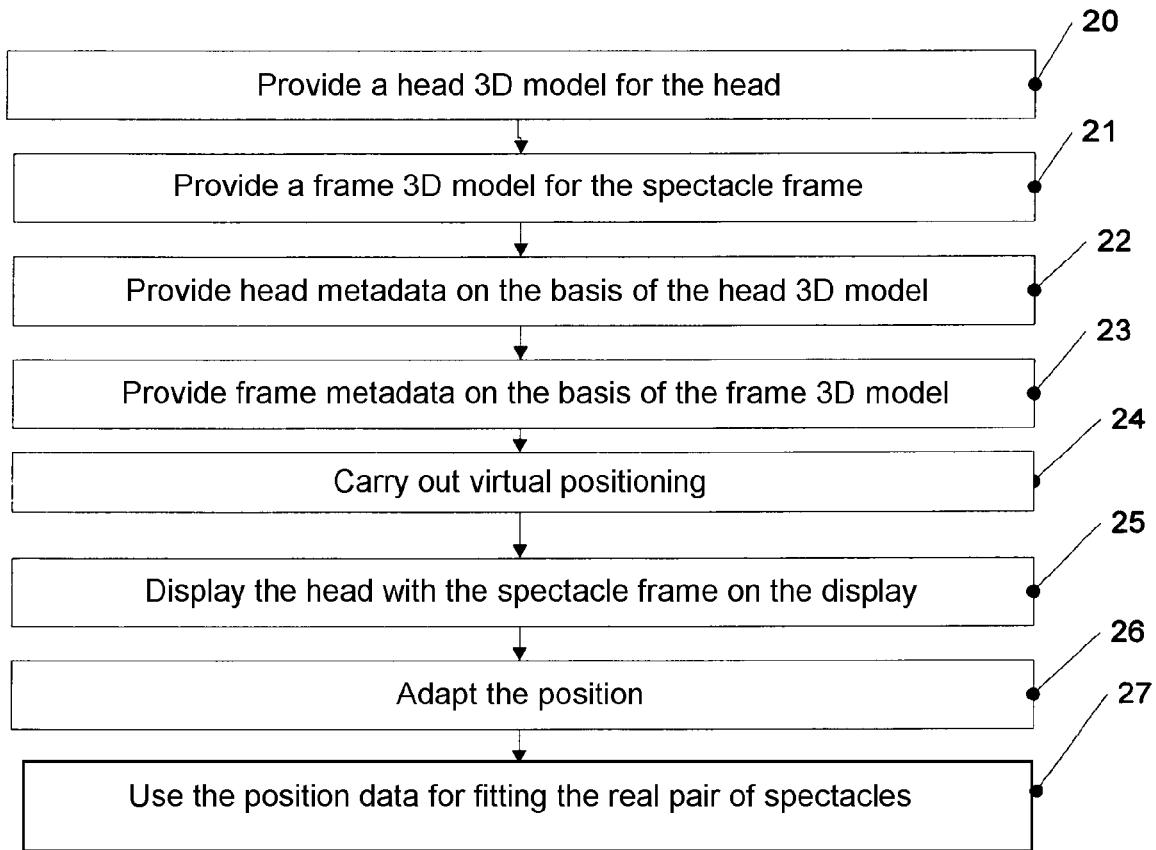 20
Provide a head 3D model for the head
21
Provide a frame 3D model for the spectacle frame
22
Provide head metadata on the basis of the head 3D model
23
Provide frame metadata on the basis of the frame 3D model
24
Carry out virtual positioning
25
Display the head with the spectacle frame on the display
26
Adapt the position
27
Use the position data for fitting the real pair of spectacles